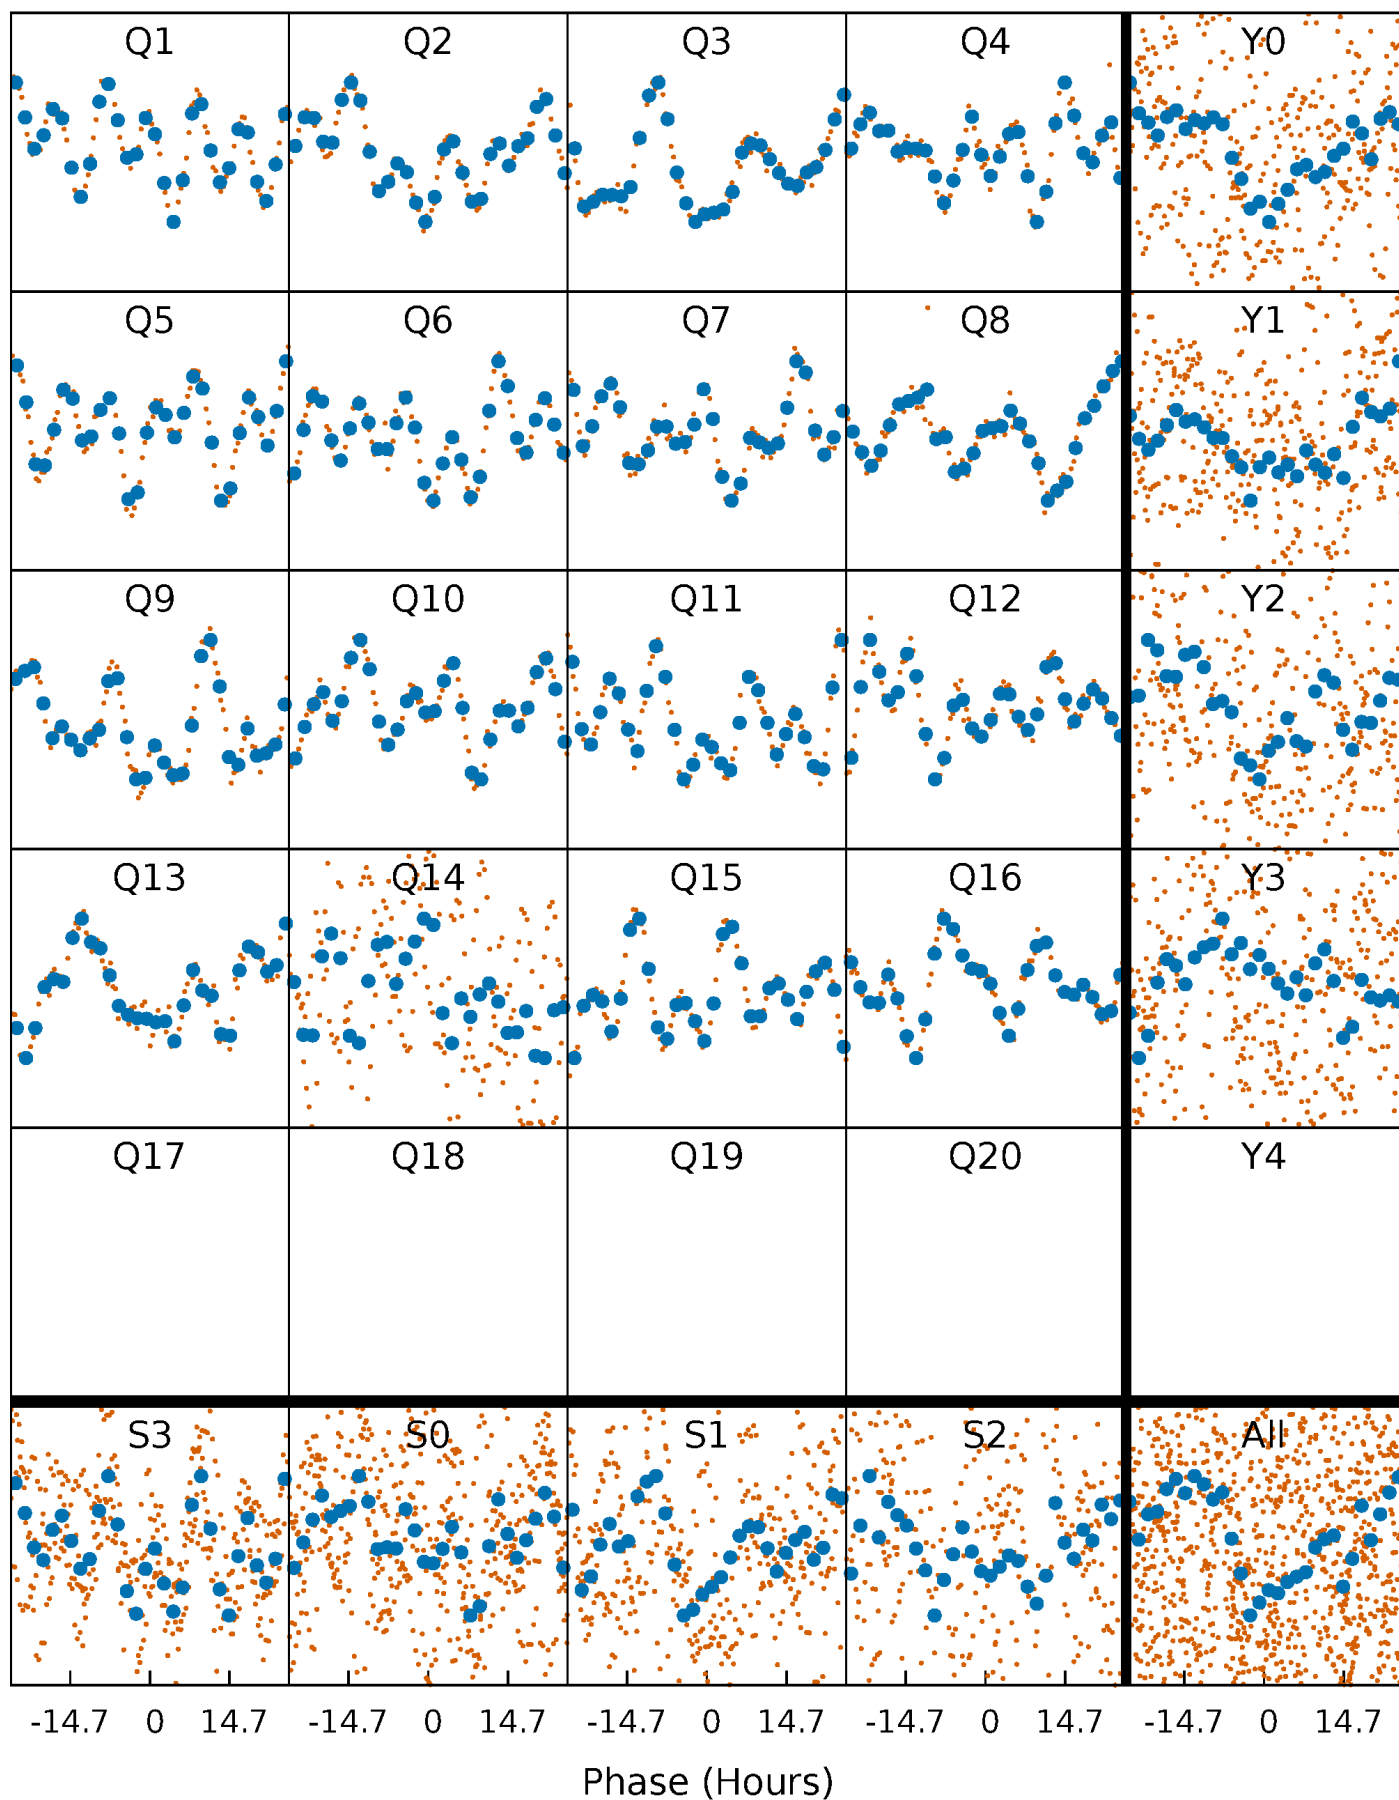 Q1 Q2 Q3 Q4 Y0
Q5 Q6 Q7 Q8 Y1
Q9 Q10 Q11 Q12 Y2
Q13 Q14 Q15 Q16 Y3
Q17 Q18 Q19 Q20 Y4
S3 S0 S1 S2 All
-14.7 0 14.7 -14.7 0 14.7 -14.7 0 14.7 -14.7 0 14.7 -14.7 0 14.7
Phase (Hours)